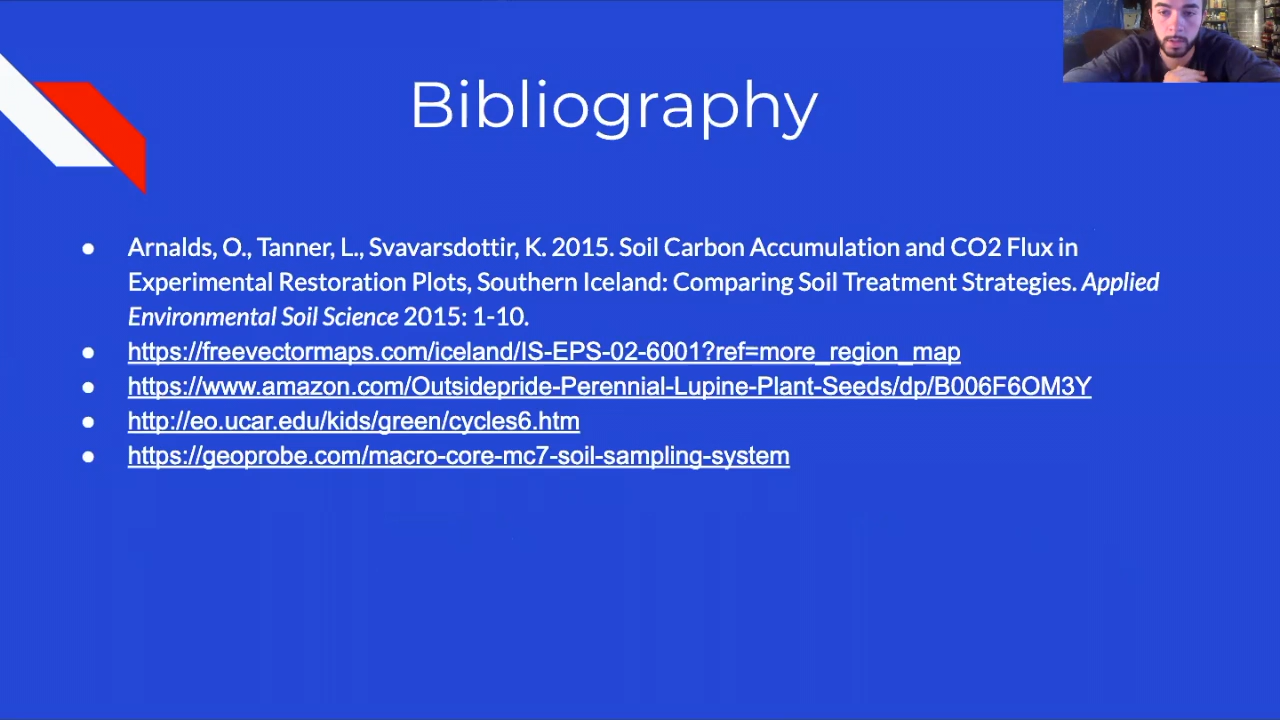 Bibliography
Arnalds, O., Tanner, L., Svavarsdottir, K. 2015. Soil Carbon Accumulation and CO2 Flux in
Experimental Restoration Plots, Southern Iceland: Comparing Soil Treatment Strategies. Applied
Environmental Soil Science 2015: 1-10.
https://freevectormaps.com/iceland/IS-EPS-02-6001?ref=more_region_map
https://www.amazon.com/Outsidepride-Perennial-Lupine-Plant-Seeds/dp/B006F6OM3Y
http://eo.ucar.edu/kids/green/cycles6.htm
https://geoprobe.com/macro-core-mc7-soil-sampling-system